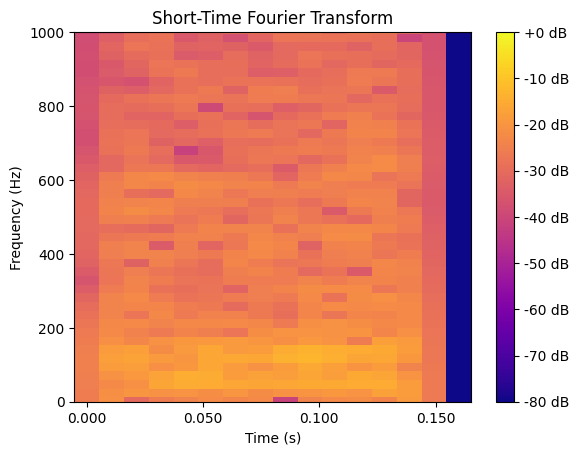 Short-Time Fourier Transform
1000
800
600
400
200
0
Frequency (Hz)
0.000
0.050
0.100
0.150
Time (s)
+0 dB
-10 dB
-20 dB
-30 dB
-40 dB
-50 dB
-60 dB
-70 dB
-80 dB